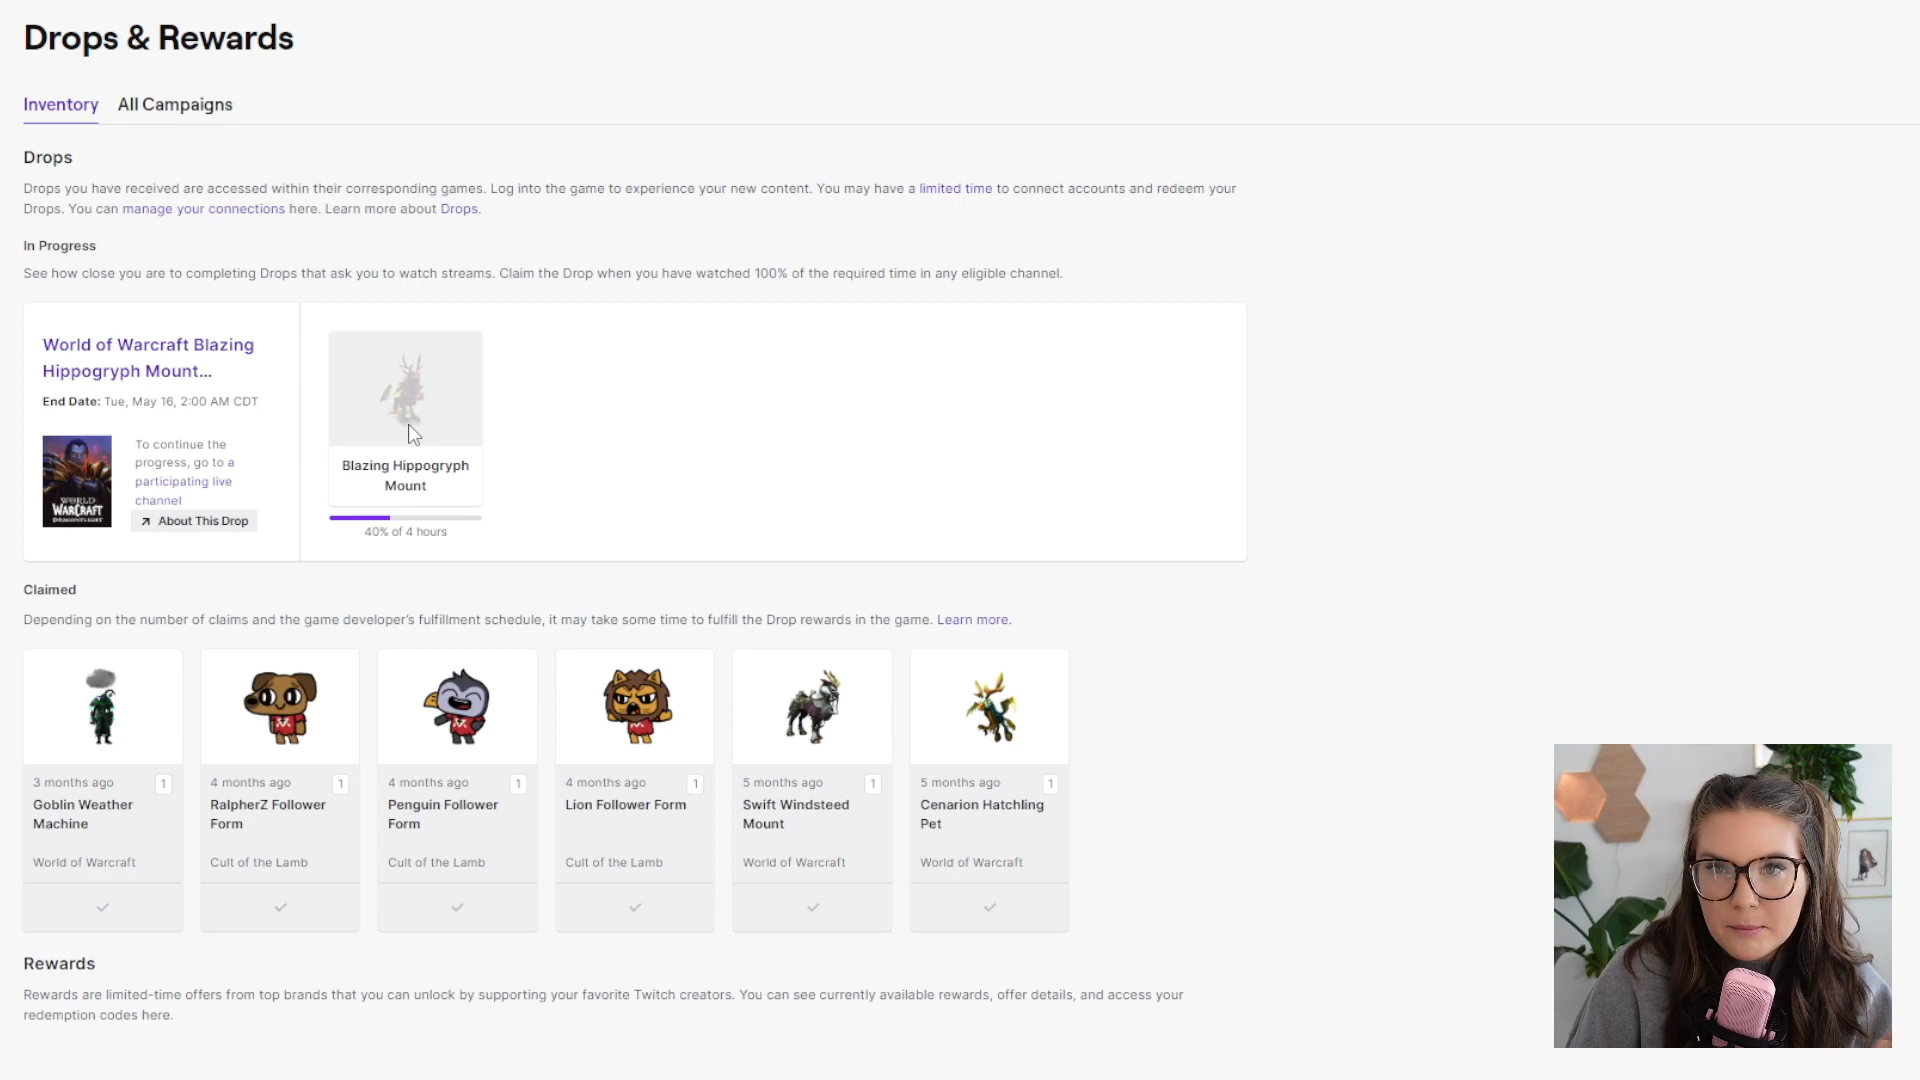 Drops & Rewards
Inventory
All Campaigns
Drops
Drops you have received are accessed within their corresponding games. Log into the game to experience your new content. You may have a limited time to connect accounts and redeem your
Drops. You can manage your connections here. Learn more about Drops.
In Progress
See how close you are to completing Drops that ask you to watch streams. Claim the Drop when you have watched 100% of the required time in any eligible channel.
World of Warcraft Blazing
Hippogryph Mount...
End Date: Tue, May 16, 2:00 AM CDT
To continue the
progress, go to a
participating live
channel
About This Drop
WORLD
WARCRAFT
DRAGONFLIGHT
Blazing Hippogryph
Mount
40% of 4 hours
Claimed
Depending on the number of claims and the game developer's fulfillment schedule, it may take some time to fulfill the Drop rewards in the game. Learn more.
3 months ago 1
Goblin Weather
Machine
World of Warcraft
4 months ago 1
RalpherZ Follower
Form
Cult of the Lamb
4 months ago 1
Penguin Follower
Form
Cult of the Lamb
4 months ago 1
Lion Follower Form
Cult of the Lamb
5 months ago 1
Swift Windsteed
Mount
World of Warcraft
5 months ago 1
Cenarion Hatchling
Pet
World of Warcraft
Rewards
Rewards are limited-time offers from top brands that you can unlock by supporting your favorite Twitch creators. You can see currently available rewards, offer details, and access your
redemption codes here.